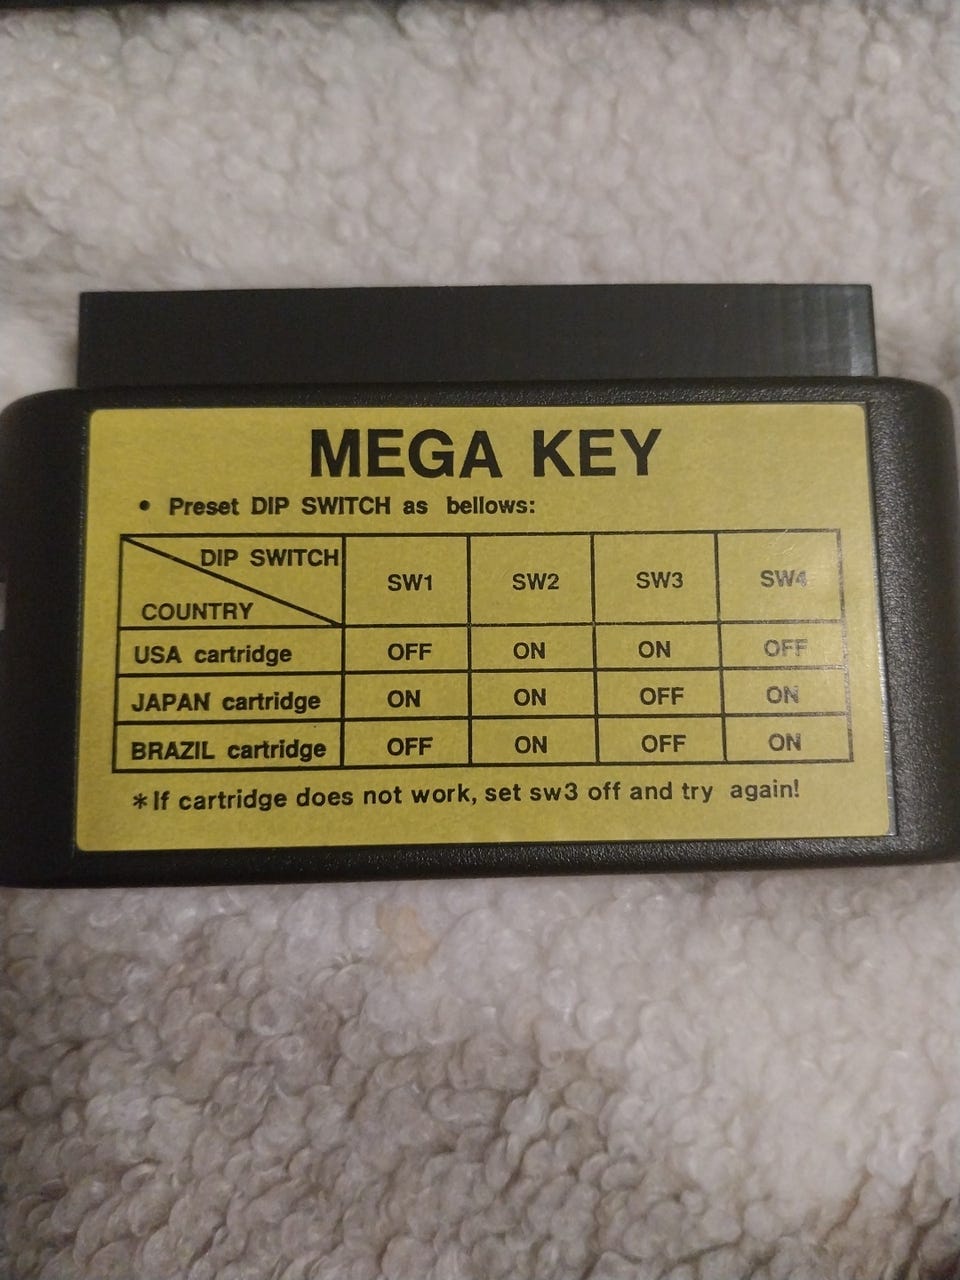 MEGA KEY
• Preset DIP SWITCH as bellows:
DIP SWITCH COUNTRY SW1 SW2 SW3 SW4
USA cartridge OFF ON ON OFF
JAPAN cartridge ON ON OFF ON
BRAZIL cartridge OFF ON OFF ON
*If cartridge does not work, set sw3 off and try again!